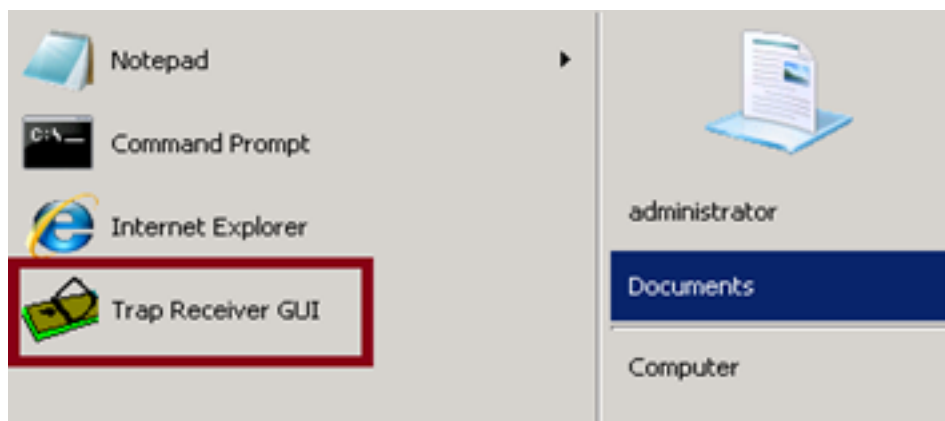 Notepad
Command Prompt
Internet Explorer
Trap Receiver GUI
administrator
Documents
Computer